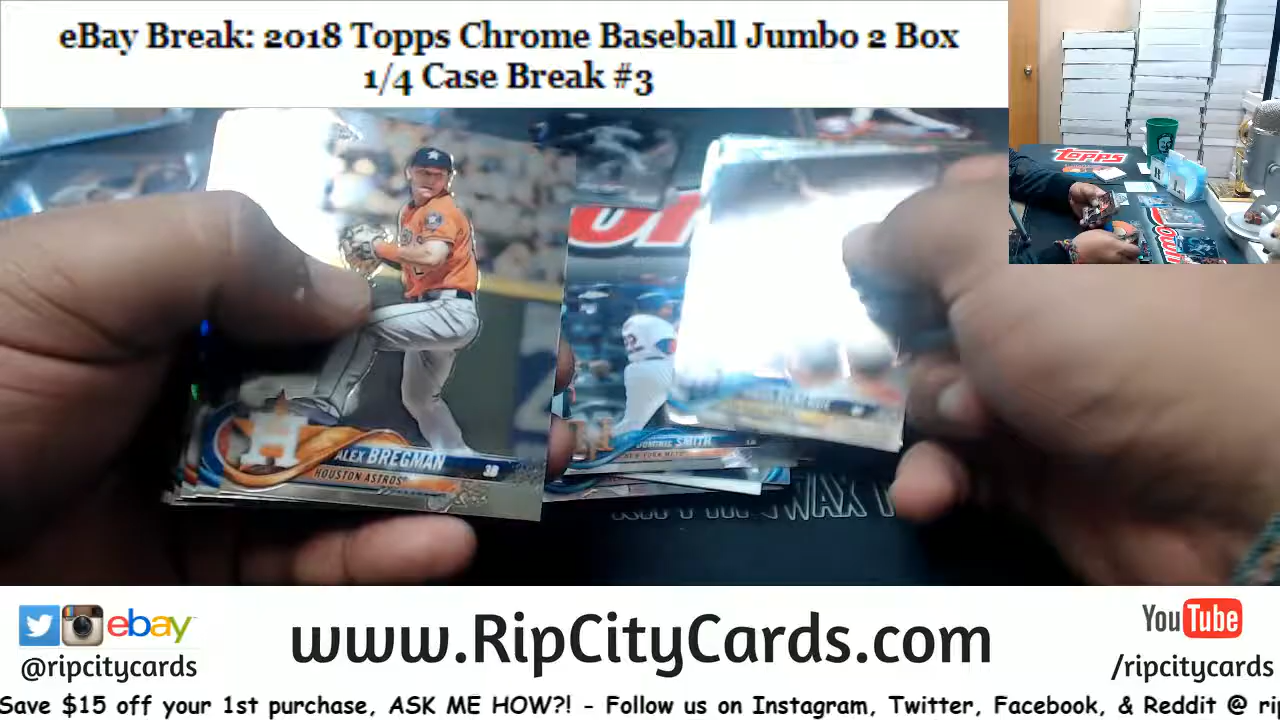 eBay Break: 2018 Topps Chrome Baseball Jumbo 2 Box
1/4 Case Break #3
TOPPS
ALEX BREGMAN
3B
HOUSTON ASTROS
H
DOMINIC SMITH
NEW YORK METS
WAX
ebay
@ripcitycards
www.RipCityCards.com
YouTube
/ripcitycards
Save $15 off your 1st purchase, ASK ME HOW?! - Follow us on Instagram, Twitter, Facebook, & Reddit @ ri